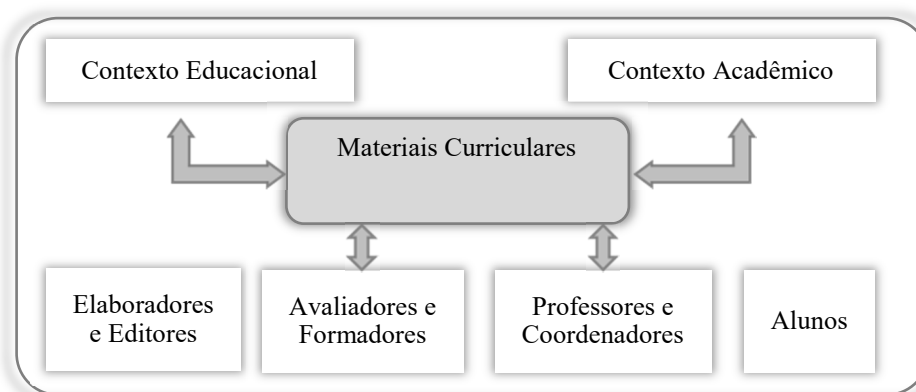 Contexto Educacional
Contexto Acadêmico
Materiais Curriculares
Elaboradores
e Editores
Avaliadores e
Formadores
Professores e
Coordenadores
Alunos